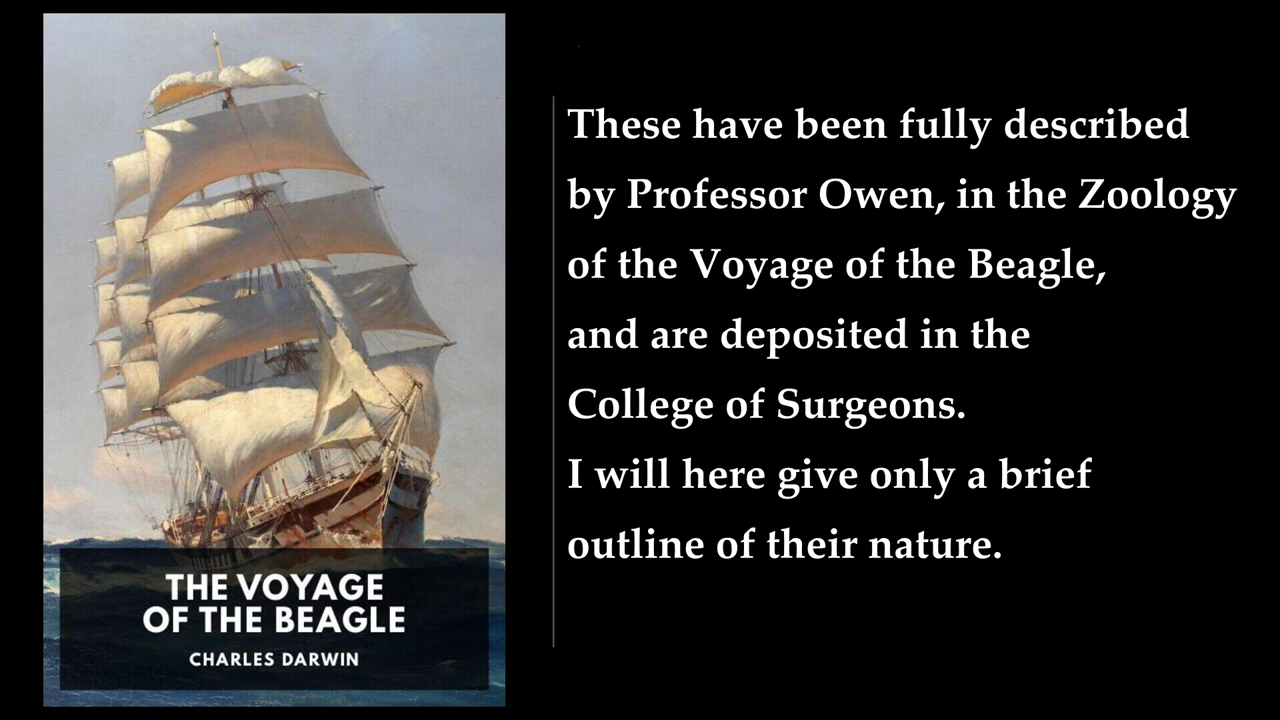 THE VOYAGE
OF THE BEAGLE
CHARLES DARWIN
These have been fully described
by Professor Owen, in the Zoology
of the Voyage of the Beagle,
and are deposited in the
College of Surgeons.
I will here give only a brief
outline of their nature.